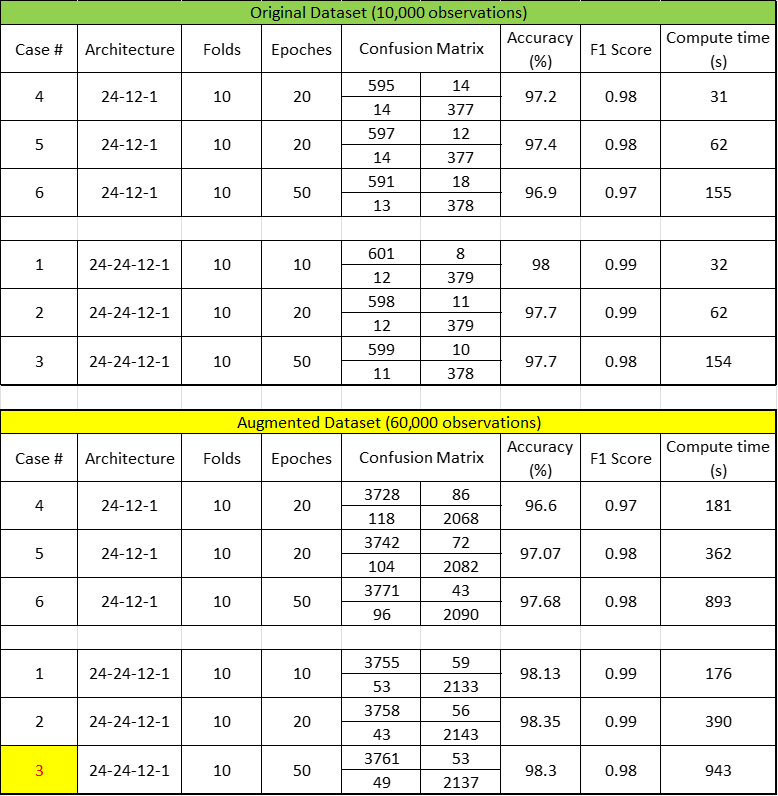 Original Dataset (10,000 observations)
Case # Architecture Folds Epoches Confusion Matrix Accuracy (%) F1 Score Compute time (s)
4 24-12-1 10 20 595 14 97.2 0.98 31
14 377
5 24-12-1 10 20 597 12 97.4 0.98 62
14 377
6 24-12-1 10 50 591 18 96.9 0.97 155
13 378
1 24-24-12-1 10 10 601 8 98 0.99 32
12 379
2 24-24-12-1 10 20 598 11 97.7 0.99 62
12 379
3 24-24-12-1 10 50 599 10 97.7 0.98 154
11 378
Augmented Dataset (60,000 observations)
Case # Architecture Folds Epoches Confusion Matrix Accuracy (%) F1 Score Compute time (s)
4 24-12-1 10 20 3728 86 96.6 0.97 181
118 2068
5 24-12-1 10 20 3742 72 97.07 0.98 362
104 2082
6 24-12-1 10 50 3771 43 97.68 0.98 893
96 2090
1 24-24-12-1 10 10 3755 59 98.13 0.99 176
53 2133
2 24-24-12-1 10 20 3758 56 98.35 0.99 390
43 2143
3 24-24-12-1 10 50 3761 53 98.3 0.98 943
49 2137